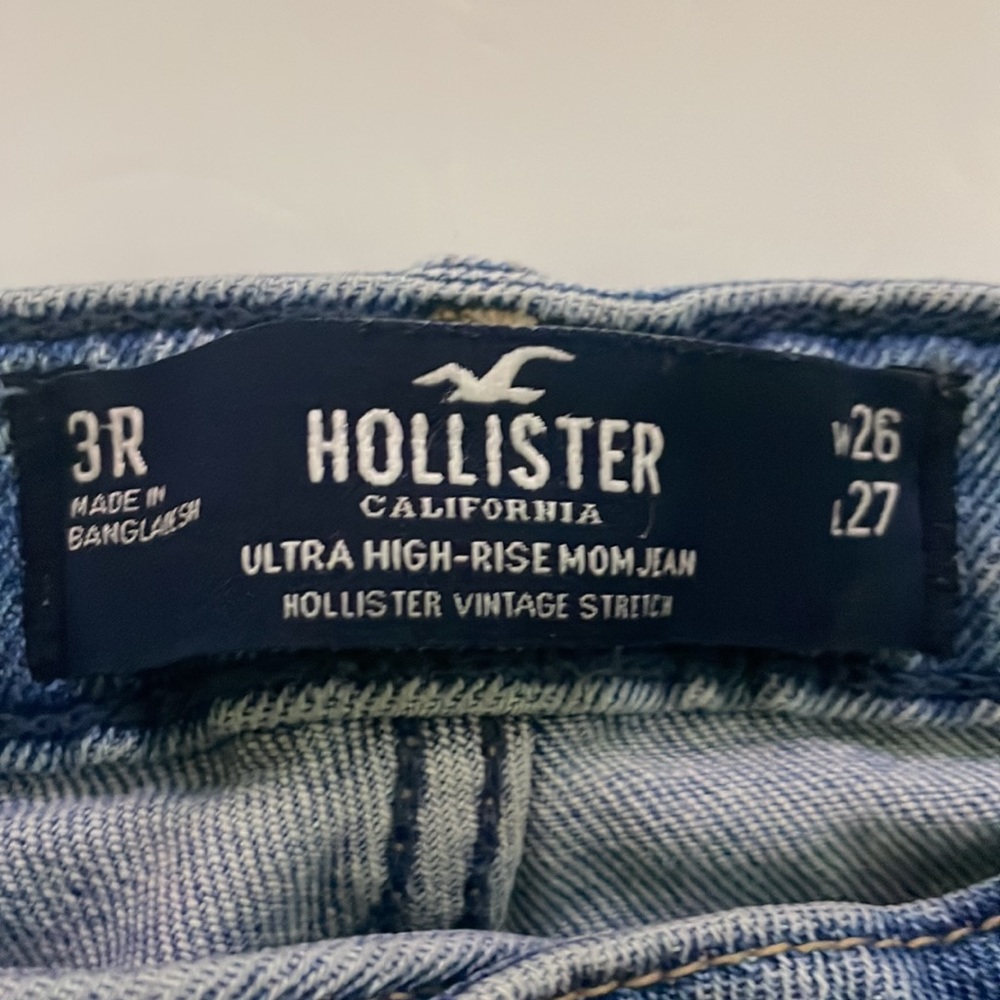 3R
MADE IN
BANGLADESH
HOLLISTER
CALIFORNIA
ULTRA HIGH-RISE MOM JEAN
HOLLISTER VINTAGE STRETCH
W26
L27